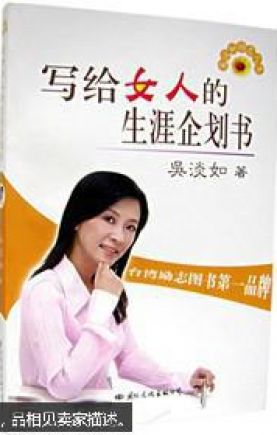 写给女人的
生涯企划书
吳淡如 著
台湾励志图书第一品牌
品相见卖家描述。